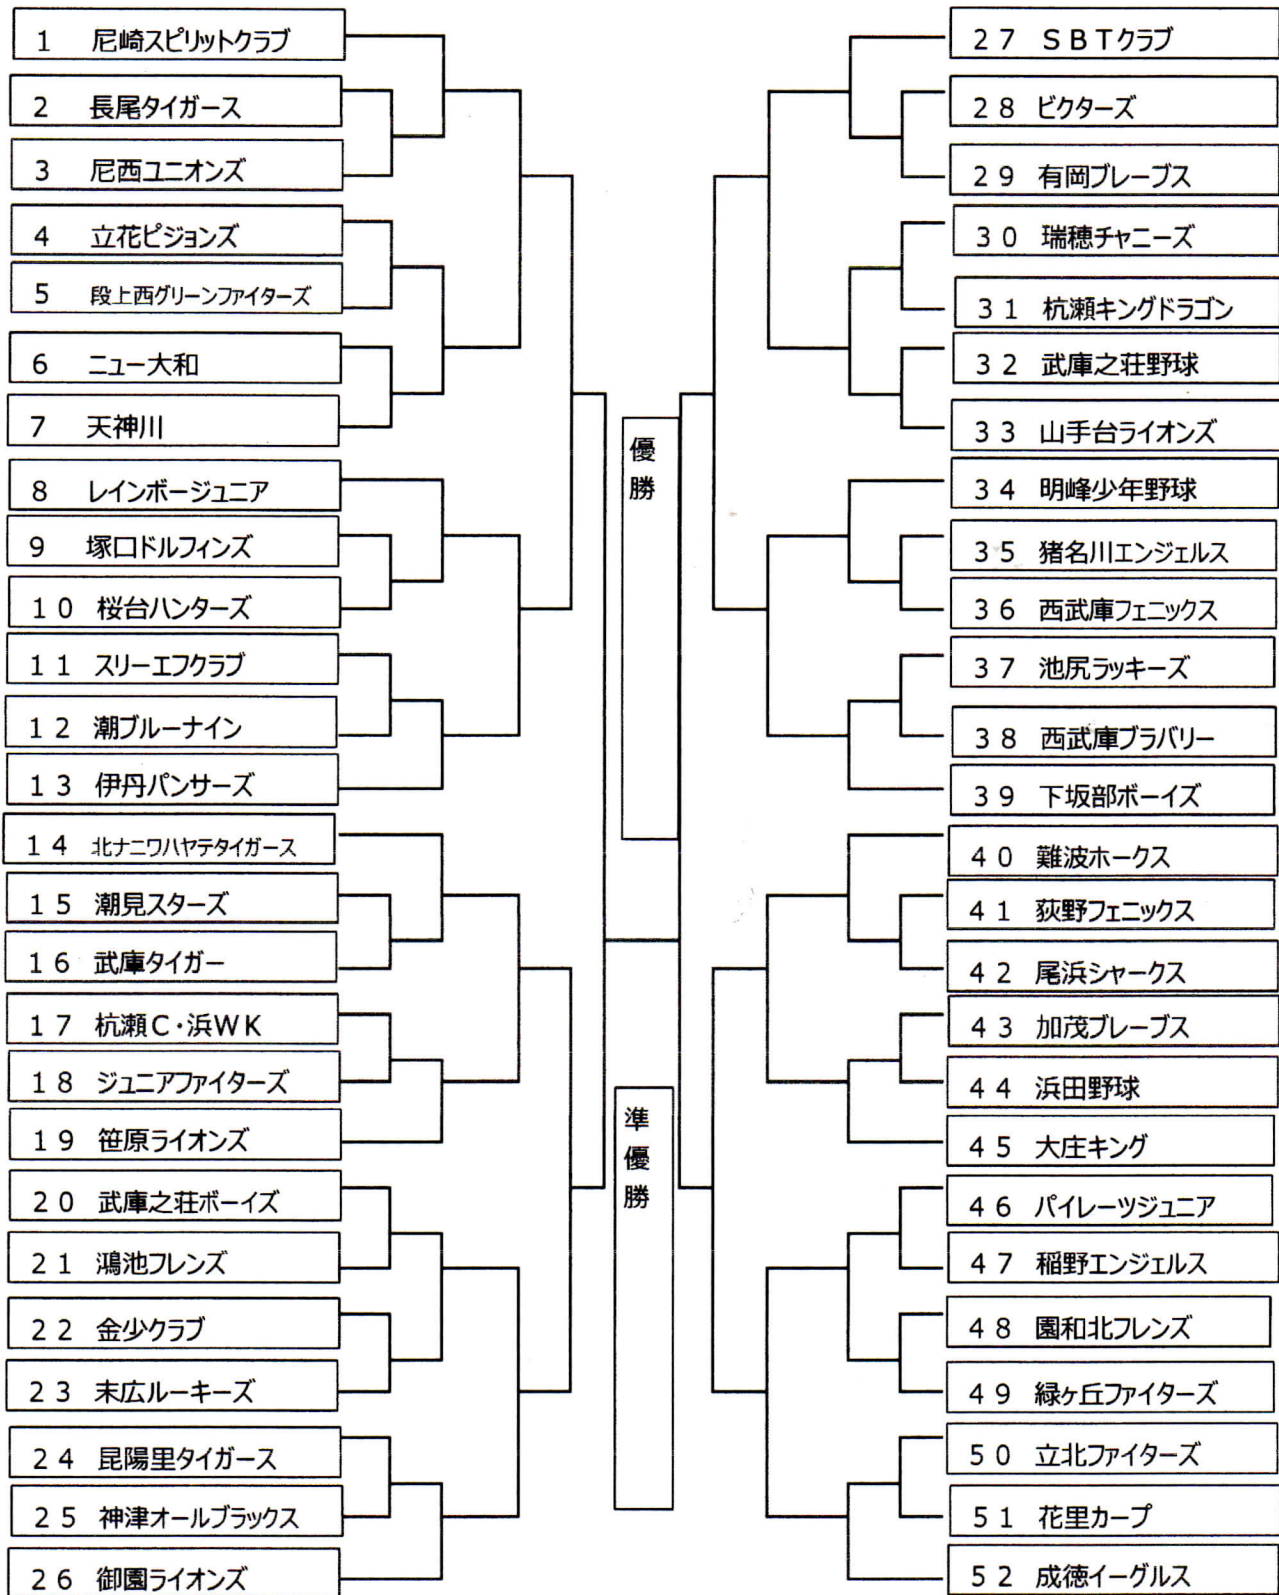 1 尼崎スピリットクラブ
2 長尾タイガース
3 尼西ユニオンズ
4 立花ピジョンズ
5 段上西グリーンファイターズ
6 ニュー大和
7 天神川
8 レインボージュニア
9 塚口ドルフィンズ
10 桜台ハンターズ
11 スリーエフクラブ
12 潮ブルーナイン
13 伊丹パンサーズ
14 北ナニワハヤテタイガース
15 潮見スターズ
16 武庫タイガー
17 杭瀬C・浜WK
18 ジュニアファイターズ
19 笹原ライオンズ
20 武庫之荘ボーイズ
21 鴻池フレンズ
22 金少クラブ
23 末広ルーキーズ
24 昆陽里タイガース
25 神津オールブラックス
26 御園ライオンズ
優勝
準優勝
27 SBTクラブ
28 ビクターズ
29 有岡ブレーブス
30 瑞穂チャニーズ
31 杭瀬キングドラゴン
32 武庫之荘野球
33 山手台ライオンズ
34 明峰少年野球
35 猪名川エンジェルス
36 西武庫フェニックス
37 池尻ラッキーズ
38 西武庫ブラバリー
39 下坂部ボーイズ
40 難波ホークス
41 荻野フェニックス
42 尾浜シャークス
43 加茂ブレーブス
44 浜田野球
45 大庄キング
46 パイレーツジュニア
47 稲野エンジェルス
48 園和北フレンズ
49 緑ヶ丘ファイターズ
50 立北ファイターズ
51 花里カープ
52 成徳イーグルス